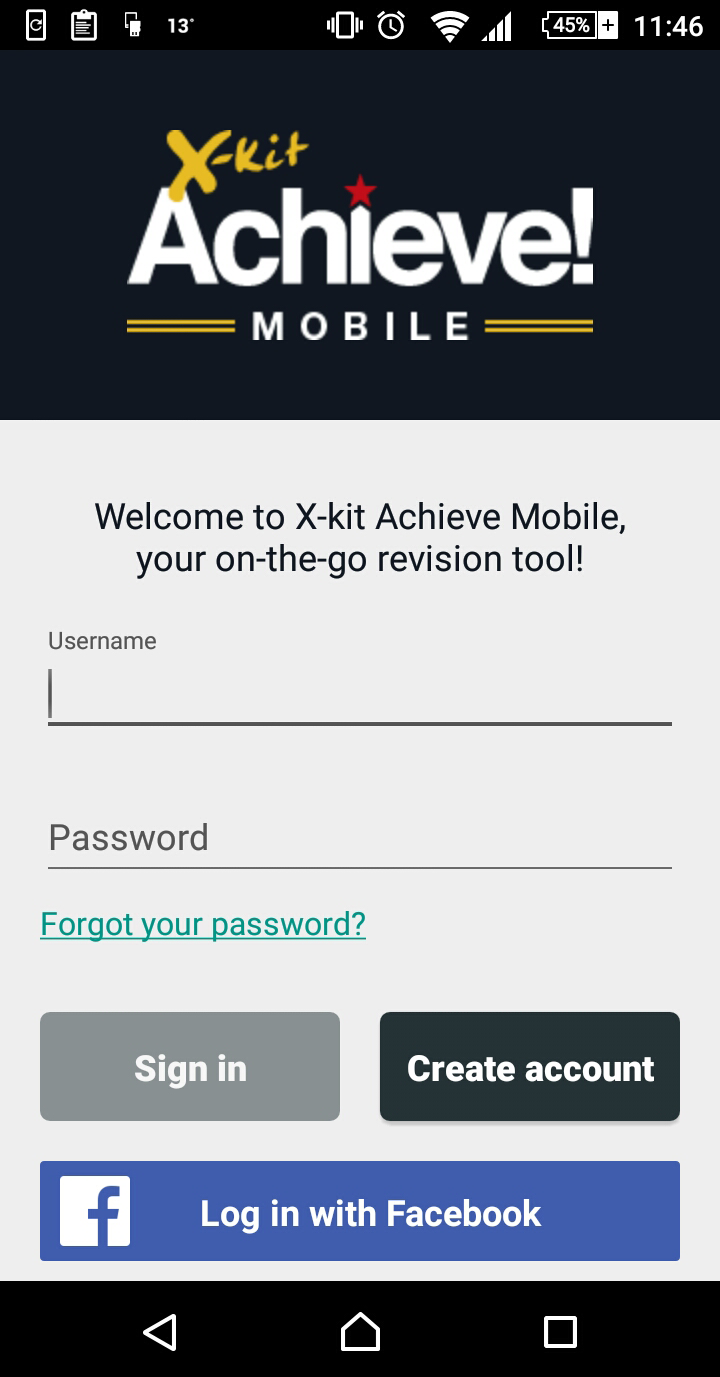 13°
45%
11:46
X-kit
Achieve!
MOBILE
Welcome to X-kit Achieve Mobile,
your on-the-go revision tool!
Username
Password
Forgot your password?
Sign in
Create account
f
Log in with Facebook